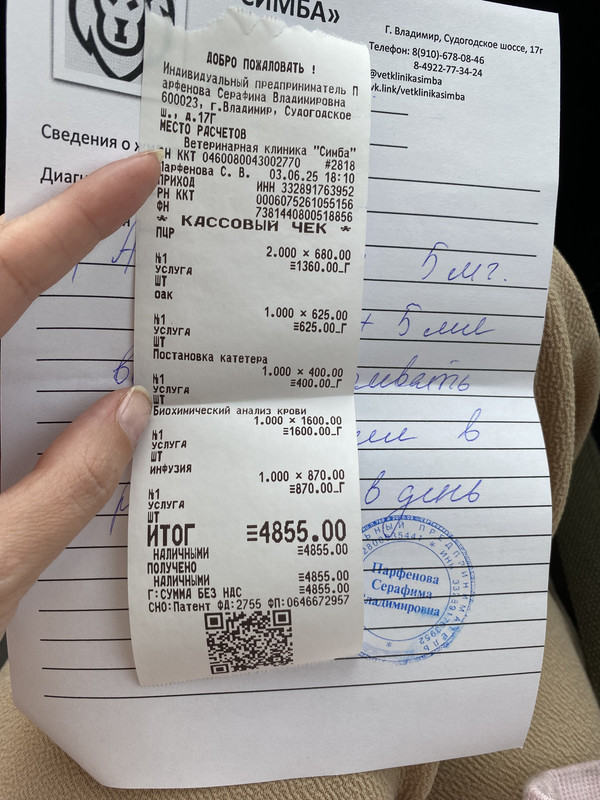 СИМБА»
Г. Владимир, Судогодское шоссе, 17г
Телефон: 8(910)-678-08-46
8-4922-77-34-24
@vetklinikasimba
vk.link/vetklinikasimba
Сведения о
Диагн
ДОБРО ПОЖАЛОВАТЬ !
Индивидуальный предприниматель П
арфенова Серафина Владимировна
600023, г.Владимир, Судогодское
ш., д.17Г
МЕСТО РАСЧЕТОВ
Ветеринарная клиника "Симба"
ЗН ККТ 0460080043002770 #2818
Парфенова С. В. 03.06.25 18:10
ПРИХОД ИНН 332891763952
РН ККТ 0006075261055156
ФН 7381440800518856
* КАССОВЫЙ ЧЕК *
ПЦР
2.000 × 680.00
№1 ≡1360.00_Г
УСЛУГА
ШТ
оак
1.000 × 625.00
№1 ≡625.00_Г
УСЛУГА
ШТ
Постановка катетера
1.000 × 400.00
№1 ≡400.00_Г
УСЛУГА
ШТ
Биохимический анализ крови
1.000 × 1600.00
№1 ≡1600.00_Г
УСЛУГА
ШТ
инфузия
1.000 × 870.00
№1 ≡870.00_Г
УСЛУГА
ШТ
ИТОГ ≡4855.00
НАЛИЧНЫМИ ≡4855.00
ПОЛУЧЕНО
НАЛИЧНЫМИ ≡4855.00
Г:СУММА БЕЗ НДС ≡4855.00
СНО:Патент ФД:2755 ФП:0646672957
5 мг.
+ 5 мл
в
в день
Парфенова
Серафима
Владимировна